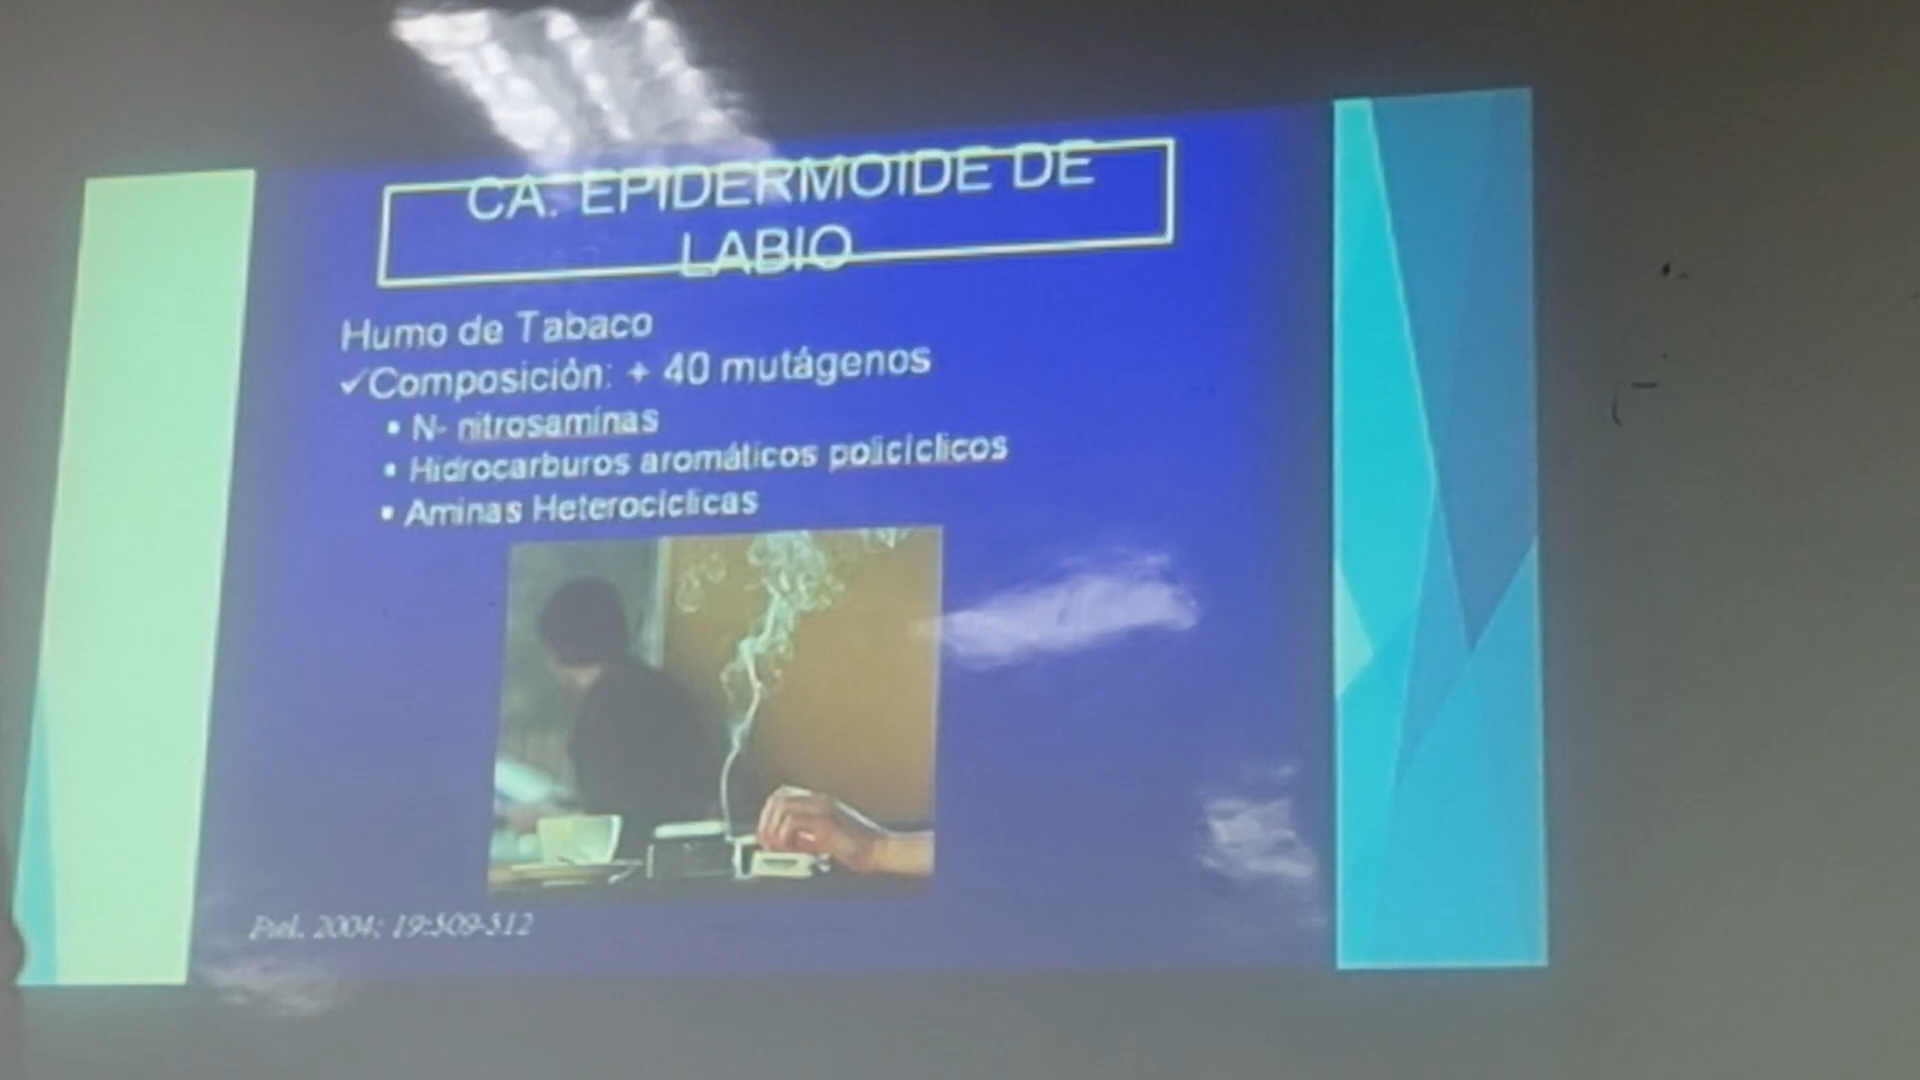 CA. EPIDERMOIDE DE
LABIO
Humo de Tabaco
✓Composición: + 40 mutágenos
• N- nitrosaminas
• Hidrocarburos aromáticos policíclicos
• Aminas Heterocíclicas
Piel. 2004; 19:509-512